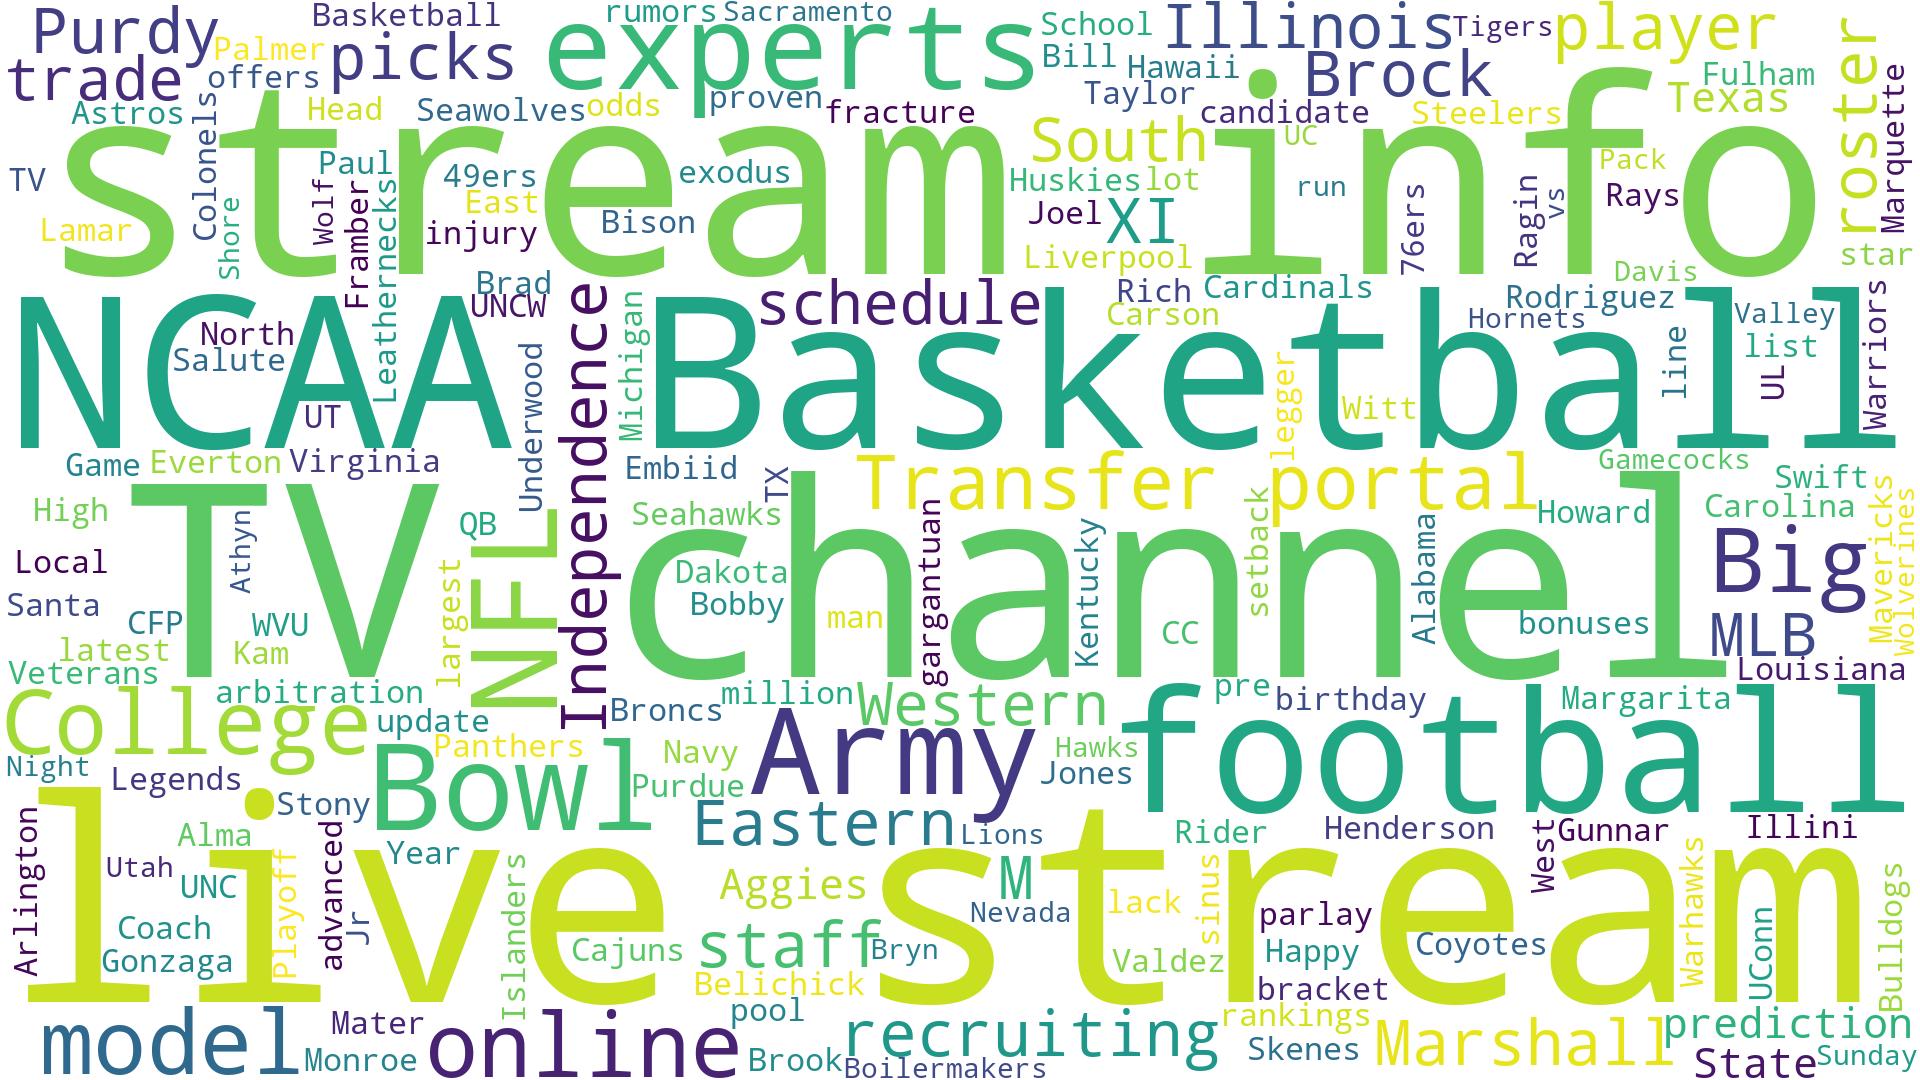 Purdy
Palmer
Basketball
rumors
Sacramento
School
Illinois
Tigers
player
trade
offers
picks
experts
Bill
Hawaii
Brock
Fulham
roster
Astros
Colonels
Head
Seawolves
odds
proven
fracture
Taylor
candidate
Steelers
Texas
Marquette
stream info
TV
Paul
49ers
exodus
South
UC
Pack
Lamar
Shore
Wolf
Framber
Leathernecks
East
injury
Bison
Huskies
lot
Joel
XI
run
76ers
Ragin
vs
Rays
Liverpool
Davis
star
Brad
UNCW
Independence
Michigan
schedule
Rich
Cardinals
Carson
Rodriguez
Hornets
Valley
Warriors
NCAA Basketball
North
Salute
UT
Underwood
legger
Witt
line
list
UL
Game
Everton
Virginia
Embiid
TX
Transfer portal
Gamecocks
Swift
High
Athyn
QB
NFL
Seahawks
gargantuan
Kentucky
setback
Alabama
Howard
Carolina
Mavericks
Wolverines
TV channel
Local
Santa
CFP
WVU
largest
Dakota
Bobby
man
CC
bonuses
Big
MLB
latest
Kam
Veterans
Louisiana
College
arbitration
update
Broncs
million
Western
pre
birthday
Margarita
Night
Legends
Panthers
Bowl
Navy
Purdue
Army
Hawks
Jones
football
Stony
Eastern
Lions
Rider
Henderson
West
Gunnar
Illini
live stream
Arlington
Alma
Utah
UNC
Playoff
advanced
Jr
Year
Islanders
Aggies
M
Nevada
lack
sinus
parlay
Warhawks
UConn
Bulldogs
Coach
Gonzaga
Cajuns
staff
Bryn
Valdez
Happy
Coyotes
Belichick
bracket
model
Mater
Monroe
online
pool
Brook
recruiting
Boilermakers
rankings
Skenes
Marshall
prediction
State
Sunday